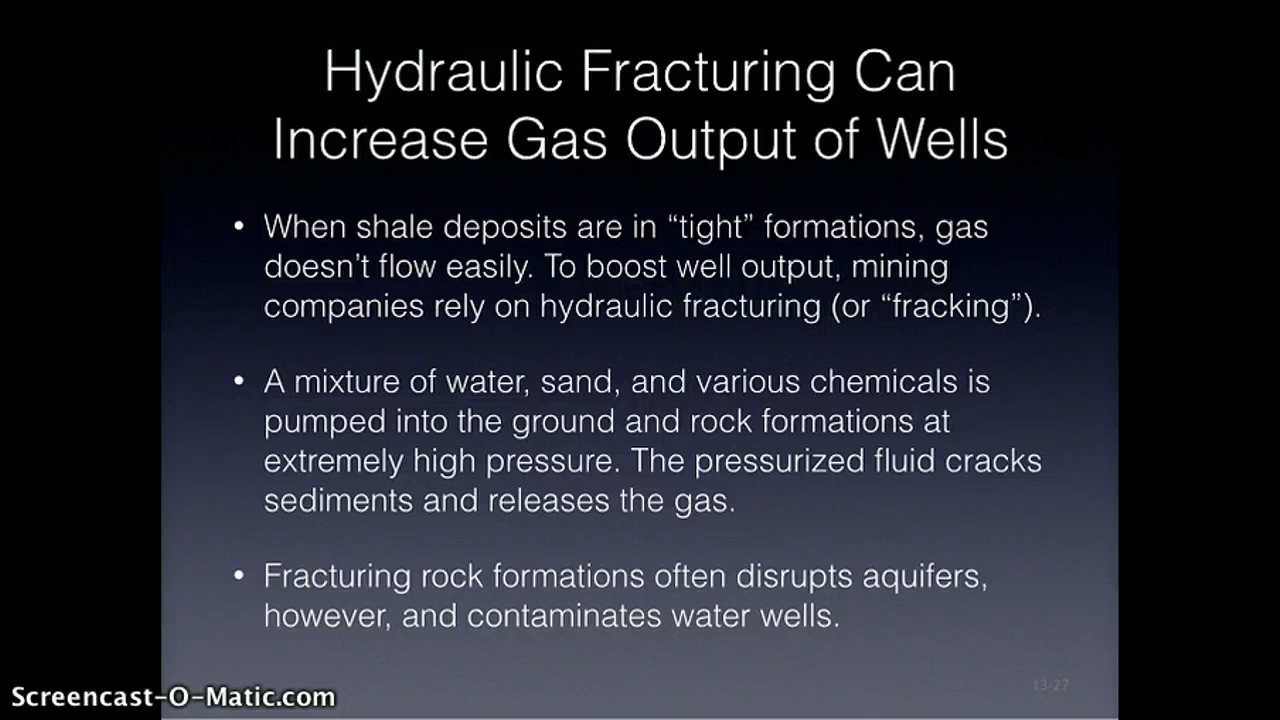 Hydraulic Fracturing Can
Increase Gas Output of Wells
• When shale deposits are in “tight” formations, gas
doesn’t flow easily. To boost well output, mining
companies rely on hydraulic fracturing (or “fracking”).
• A mixture of water, sand, and various chemicals is
pumped into the ground and rock formations at
extremely high pressure. The pressurized fluid cracks
sediments and releases the gas.
• Fracturing rock formations often disrupts aquifers,
however, and contaminates water wells.
13-27
Screencast-O-Matic.com